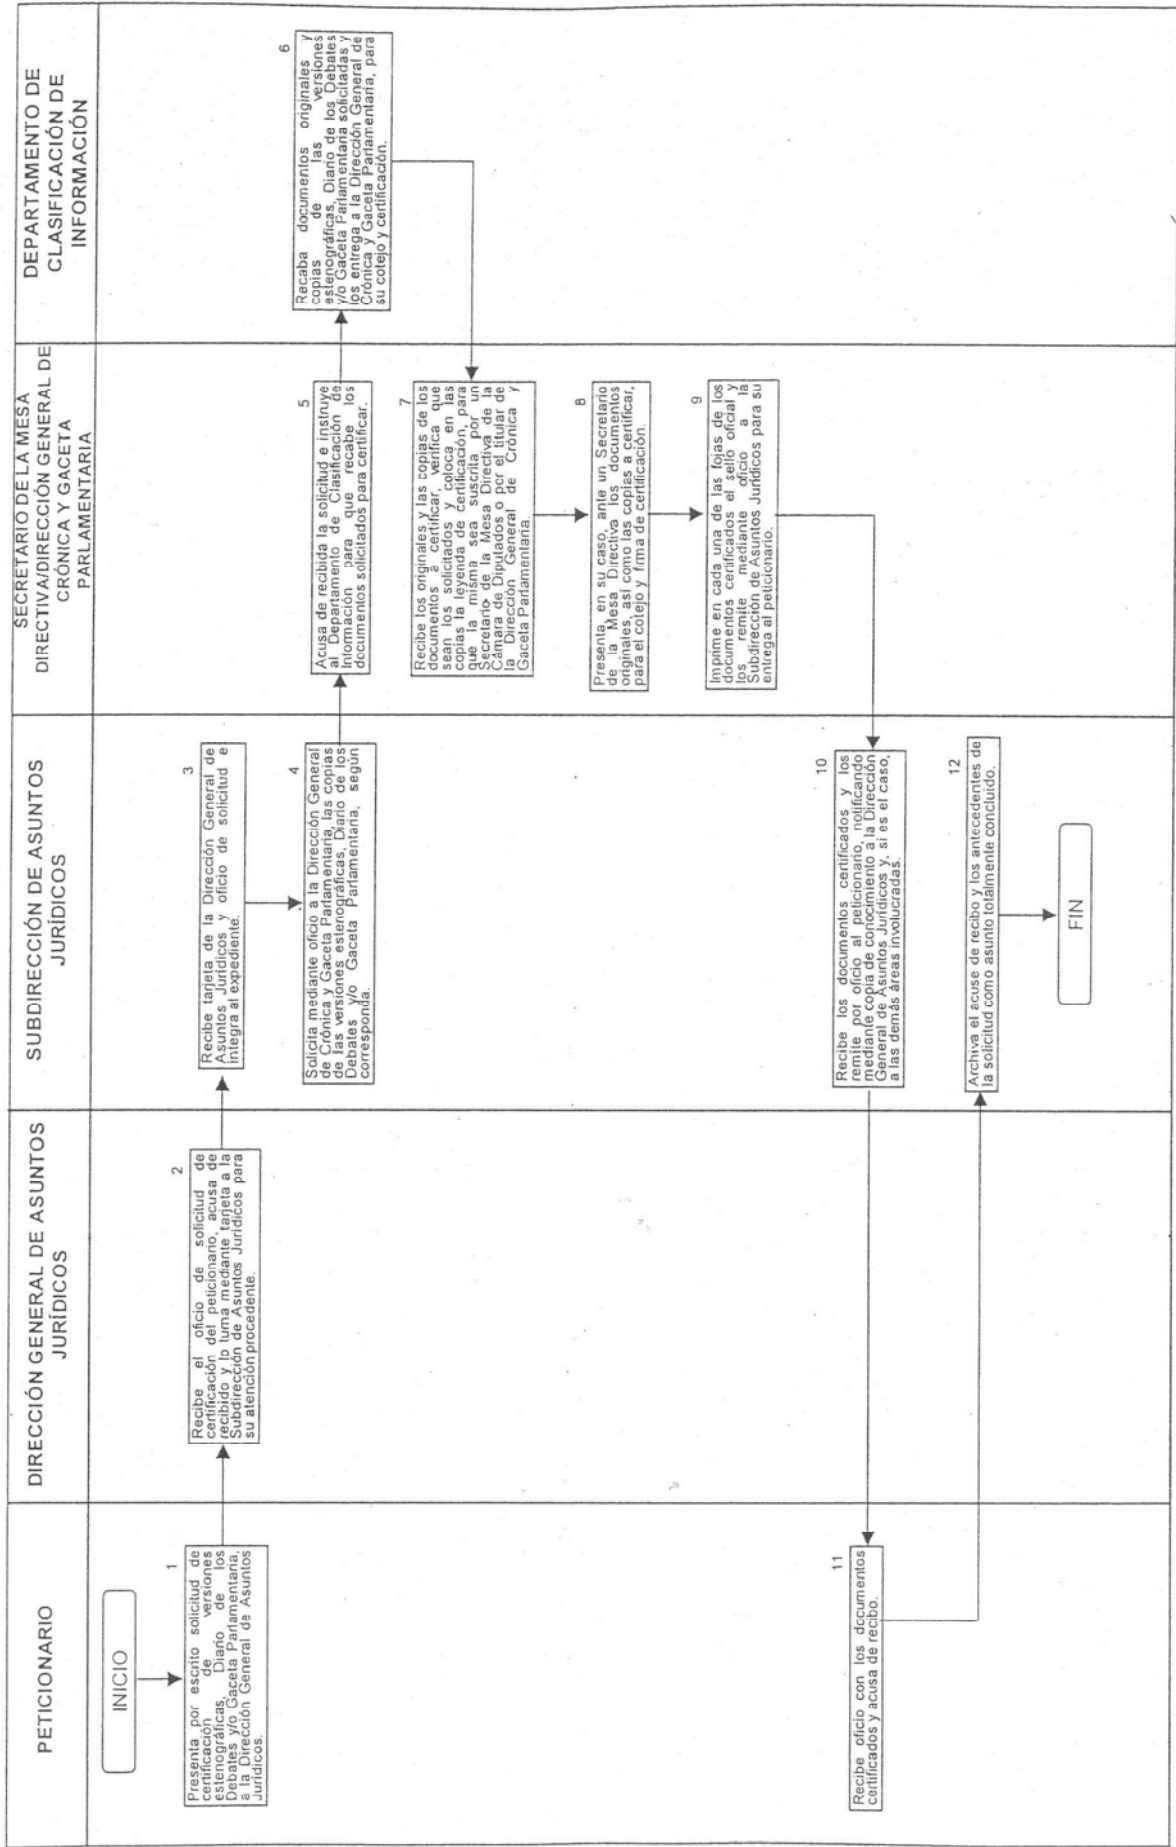 PETICIONARIO
DIRECCIÓN GENERAL DE ASUNTOS
JURÍDICOS
SUBDIRECCIÓN DE ASUNTOS
JURÍDICOS
SECRETARIO DE LA MESA
DIRECTIVA/DIRECCIÓN GENERAL DE
CRÓNICA Y GACETA
PARLAMENTARIA
DEPARTAMENTO DE
CLASIFICACIÓN DE
INFORMACIÓN
INICIO
1
Presenta por escrito solicitud de
certificación de versiones
estenográficas, Diario de los
Debates y/o Gaceta Parlamentaria,
a la Dirección General de Asuntos
Jurídicos.
2
Recibe el oficio de solicitud de
certificación del peticionario, acusa de
recibido y lo turna mediante tarjeta a la
Subdirección de Asuntos Jurídicos para
su atención procedente.
3
Recibe tarjeta de la Dirección General de
Asuntos Jurídicos y oficio de solicitud e
integra al expediente.
4
Solicita mediante oficio a la Dirección General
de Crónica y Gaceta Parlamentaria, las copias
de las versiones estenográficas, Diario de los
Debates y/o Gaceta Parlamentaria, según
corresponda.
5
Acusa de recibida la solicitud e instruye
al Departamento de Clasificación de
Información para que recabe los
documentos solicitados para certificar.
6
Recaba documentos originales y
copias de las versiones
estenográficas, Diario de los Debates
y/o Gaceta Parlamentaria solicitadas y
los entrega a la Dirección General de
Crónica y Gaceta Parlamentaria, para
su cotejo y certificación.
7
Recibe los originales y las copias de los
documentos a certificar, verifica que
sean los solicitados y coloca en las
copias la leyenda de certificación, para
que la misma sea suscrita por un
Secretario de la Mesa Directiva de la
Cámara de Diputados o por el titular de
la Dirección General de Crónica y
Gaceta Parlamentaria.
8
Presenta, en su caso, ante un Secretario
de la Mesa Directiva los documentos
originales, así como las copias a certificar,
para el cotejo y firma de certificación.
9
Imprime en cada una de las fojas de los
documentos certificados el sello oficial y
los remite mediante oficio a la
Subdirección de Asuntos Jurídicos para su
entrega al peticionario.
10
Recibe los documentos certificados y los
remite por oficio al peticionario, notificando
mediante copia de conocimiento a la Dirección
General de Asuntos Jurídicos y, si es el caso,
a las demás áreas involucradas.
11
Recibe oficio con los documentos
certificados y acusa de recibo.
12
Archiva el acuse de recibo y los antecedentes de
la solicitud como asunto totalmente concluido.
FIN